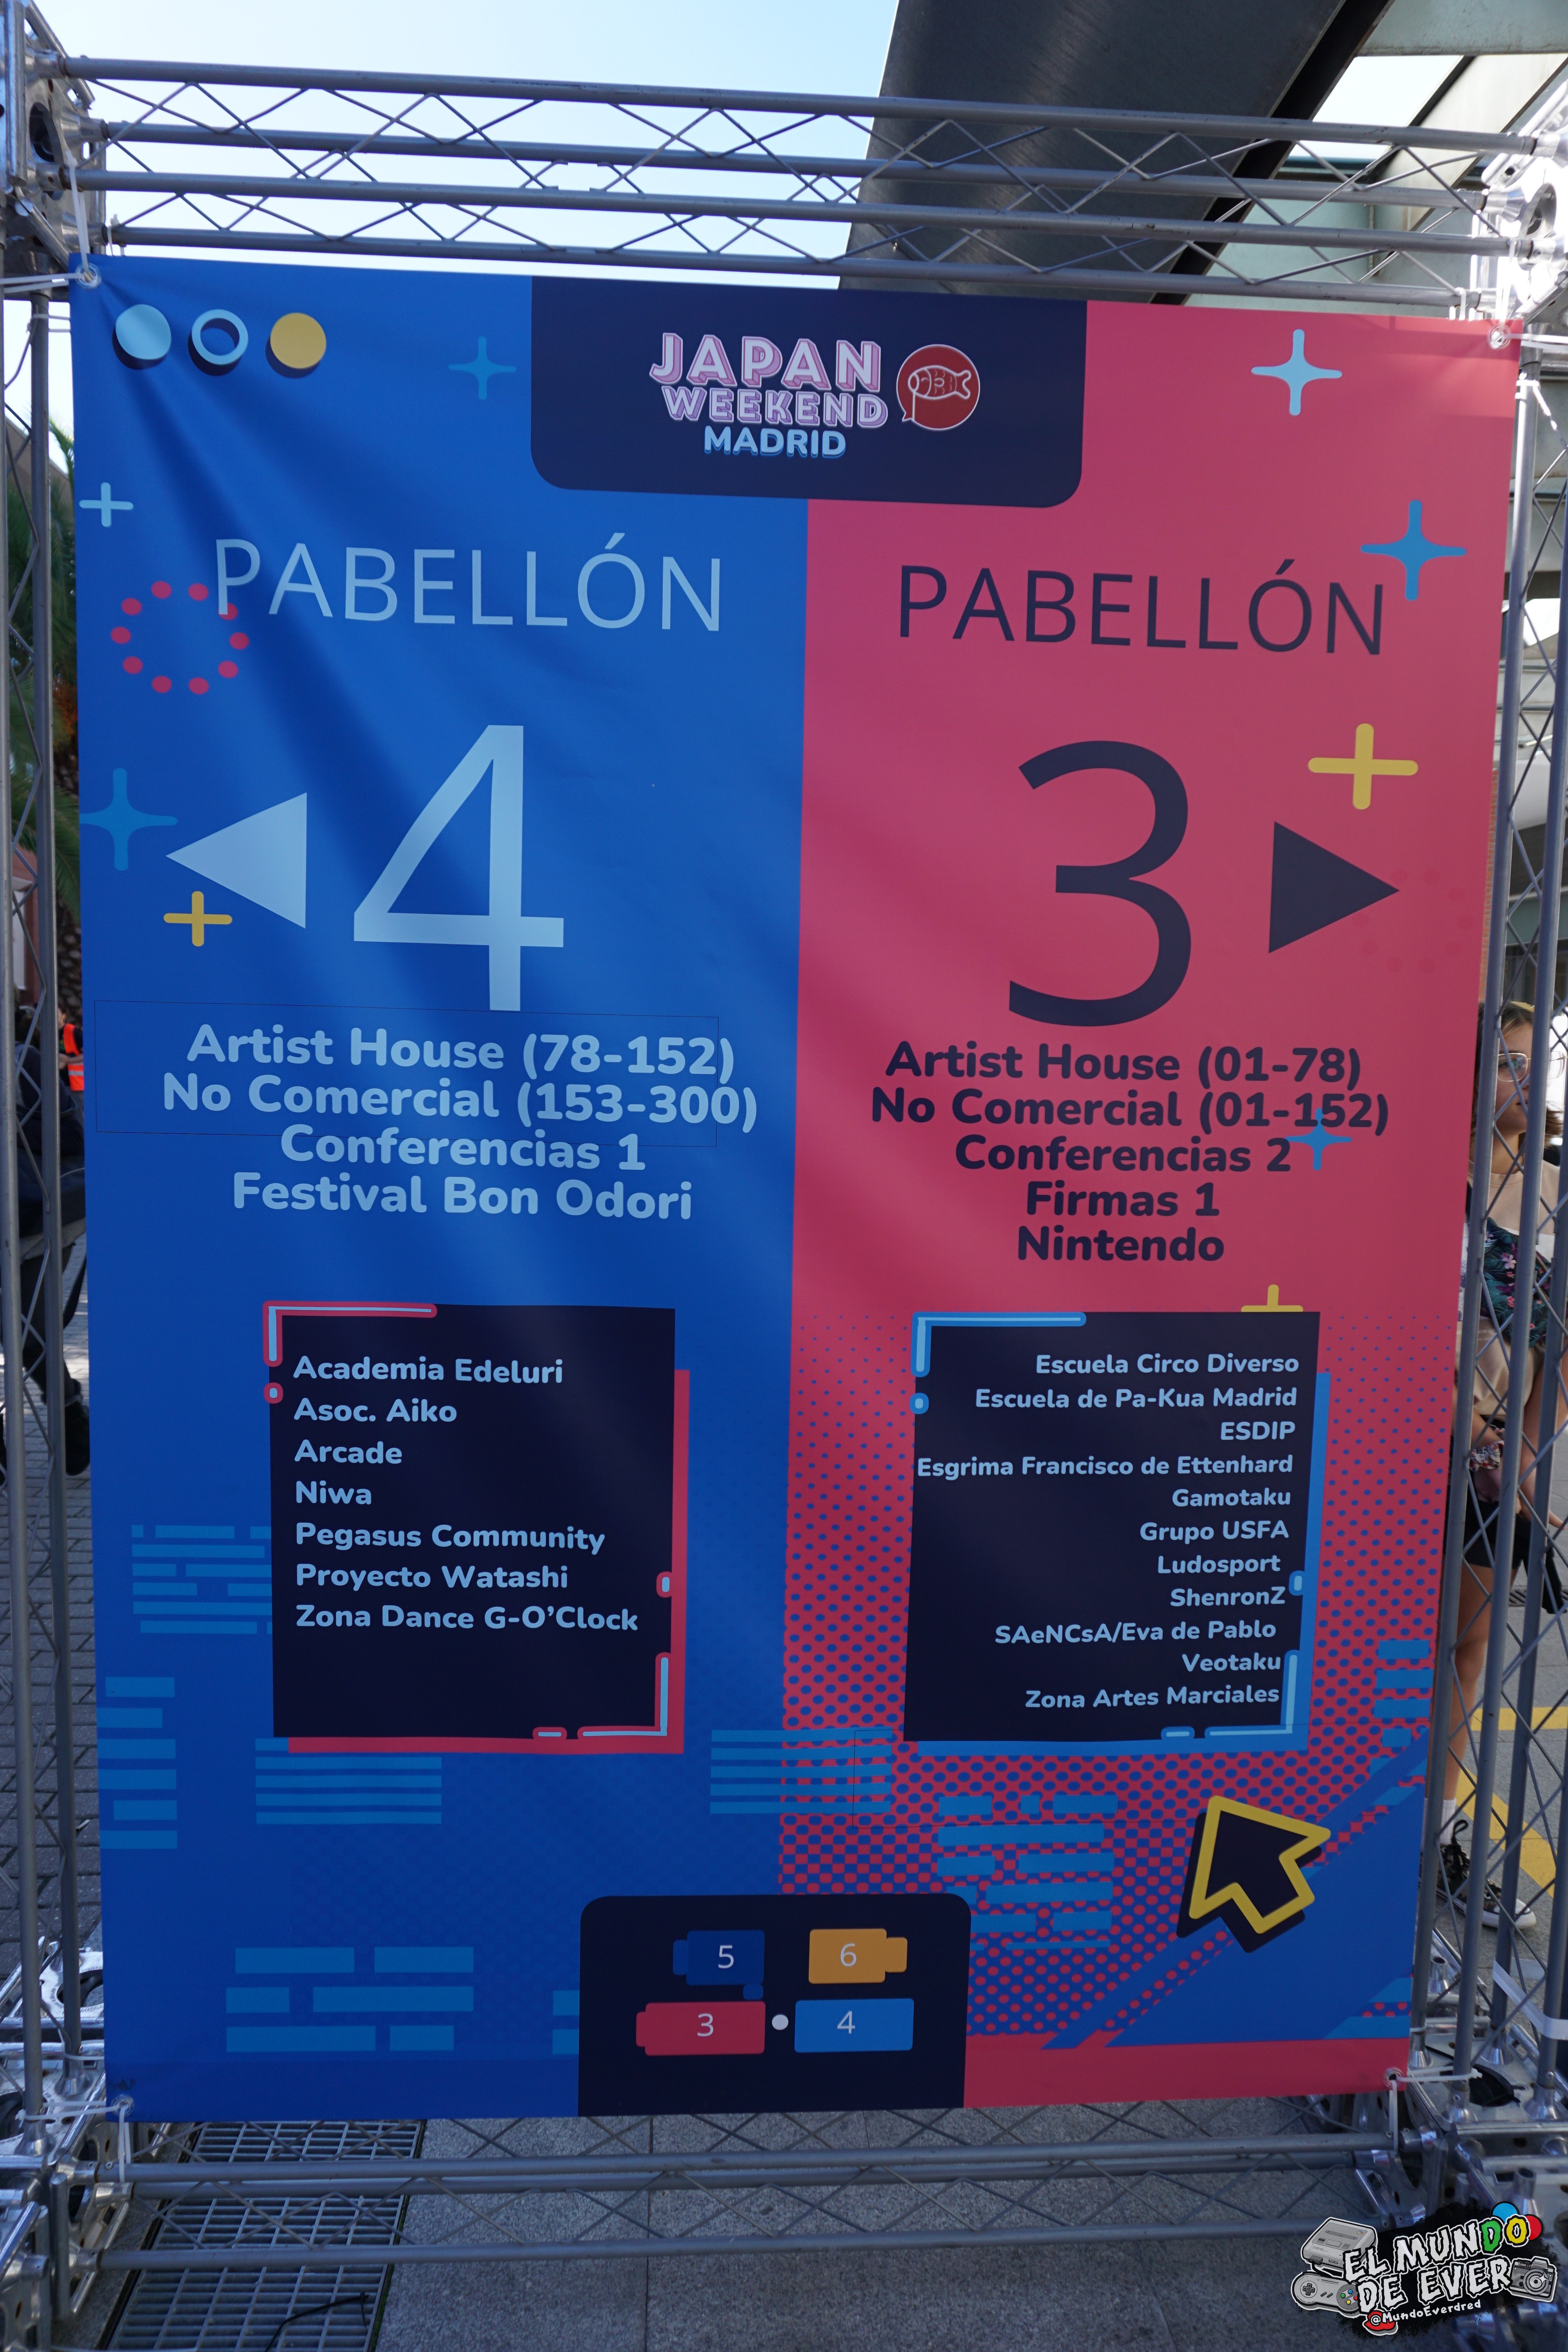 JAPAN
WEEKEND
MADRID
PABELLÓN
4
Artist House (78-152)
No Comercial (153-300)
Conferencias 1
Festival Bon Odori
Academia Edeluri
Asoc. Aiko
Arcade
Niwa
Pegasus Community
Proyecto Watashi
Zona Dance G-O’Clock
PABELLÓN
3
Artist House (01-78)
No Comercial (01-152)
Conferencias 2
Firmas 1
Nintendo
Escuela Circo Diverso
Escuela de Pa-Kua Madrid
ESDIP
Esgrima Francisco de Ettenhard
Gamotaku
Grupo USFA
Ludosport
ShenronZ
SAeNCsA/Eva de Pablo
Veotaku
Zona Artes Marciales
5 6
3 4
EL MUNDO
DE EVER
@MundoEverdred